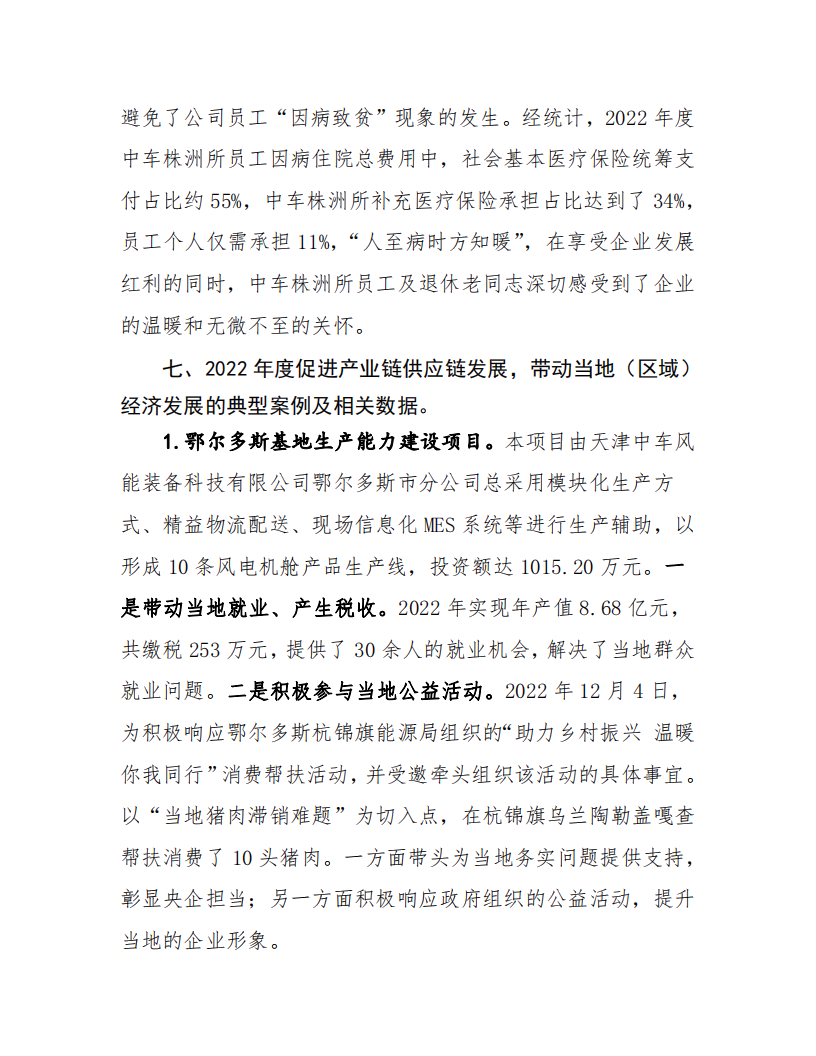 避免了公司员工“因病致贫”现象的发生。经统计，2022 年度
中车株洲所员工因病住院总费用中，社会基本医疗保险统筹支
付占比约 55%，中车株洲所补充医疗保险承担占比达到了 34%，
员工个人仅需承担 11%，“人至病时方知暖”，在享受企业发展
红利的同时，中车株洲所员工及退休老同志深切感受到了企业
的温暖和无微不至的关怀。
七、2022 年度促进产业链供应链发展，带动当地（区域）
经济发展的典型案例及相关数据。
1.鄂尔多斯基地生产能力建设项目。本项目由天津中车风
能装备科技有限公司鄂尔多斯市分公司总采用模块化生产方
式、精益物流配送、现场信息化 MES 系统等进行生产辅助，以
形成 10 条风电机舱产品生产线，投资额达 1015.20 万元。一
是带动当地就业、产生税收。2022 年实现年产值 8.68 亿元，
共缴税 253 万元，提供了 30 余人的就业机会，解决了当地群众
就业问题。二是积极参与当地公益活动。2022 年 12 月 4 日，
为积极响应鄂尔多斯杭锦旗能源局组织的“助力乡村振兴 温暖
你我同行”消费帮扶活动，并受邀牵头组织该活动的具体事宜。
以“当地猪肉滞销难题”为切入点，在杭锦旗乌兰陶勒盖嘎查
帮扶消费了 10 头猪肉。一方面带头为当地务实问题提供支持，
彰显央企担当；另一方面积极响应政府组织的公益活动，提升
当地的企业形象。